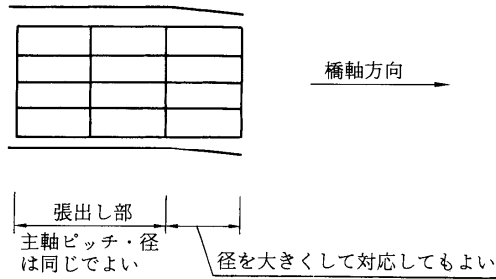 橋軸方向
張出し部
主軸ピッチ・径
は同じでよい
径を大きくして対応してもよい